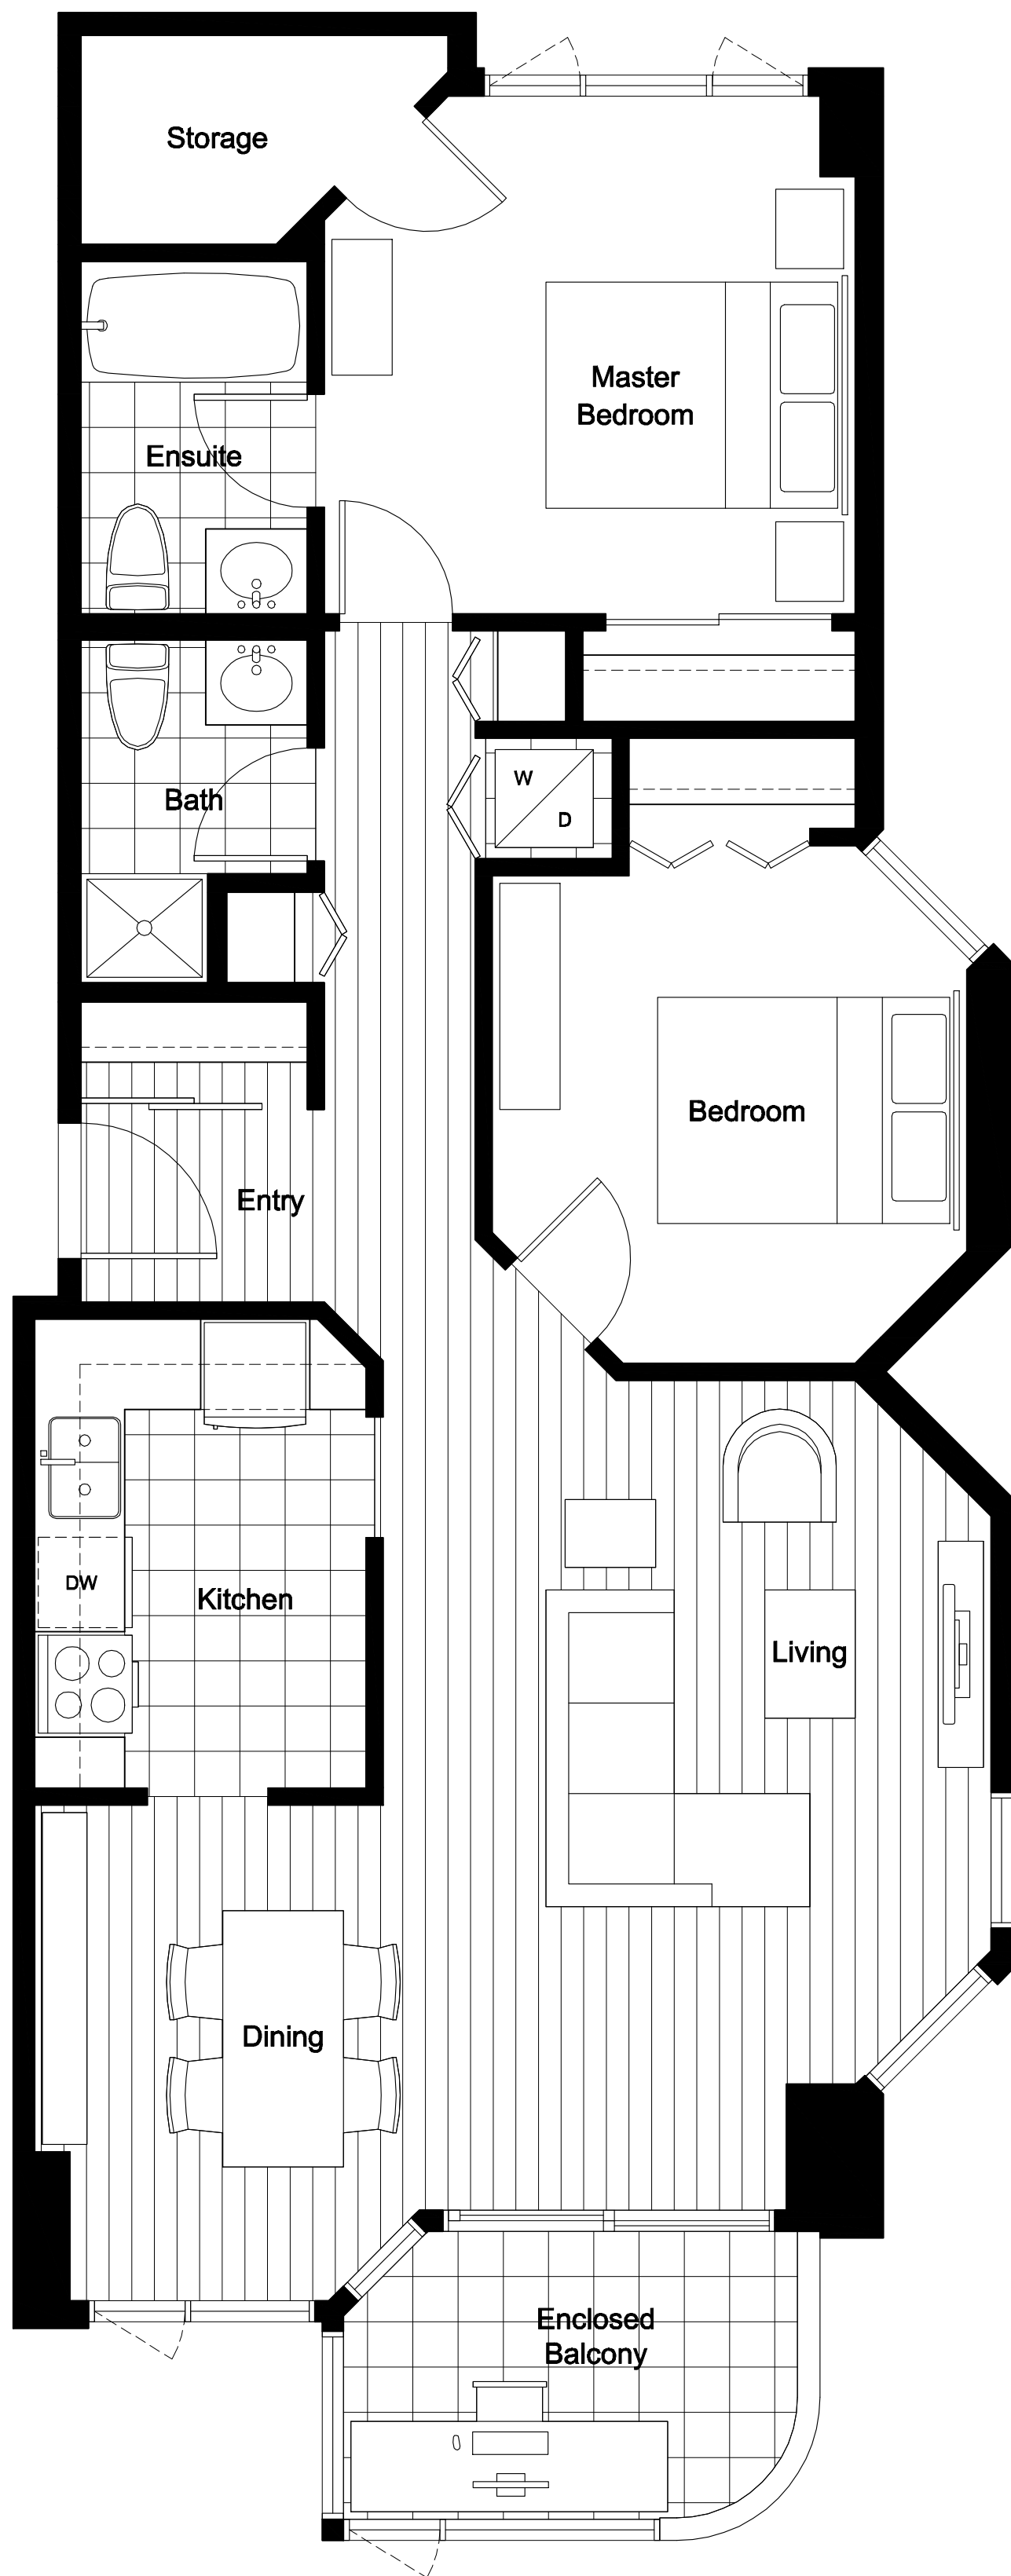 Storage
Master
Bedroom
Ensuite
W
D
Bath
Bedroom
Entry
DW
Kitchen
Living
Dining
Enclosed
Balcony